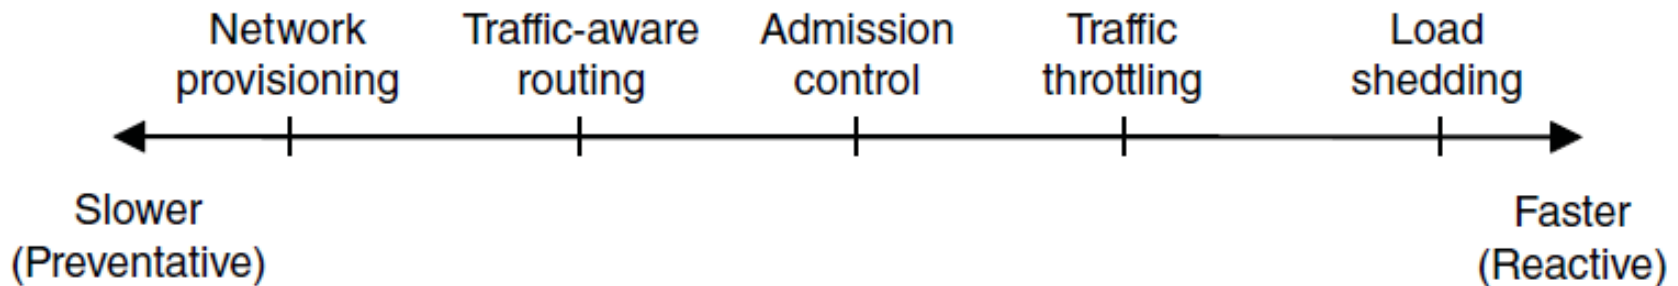 Network
provisioning
Traffic-aware
routing
Admission
control
Traffic
throttling
Load
shedding
Slower
(Preventative)
Faster
(Reactive)